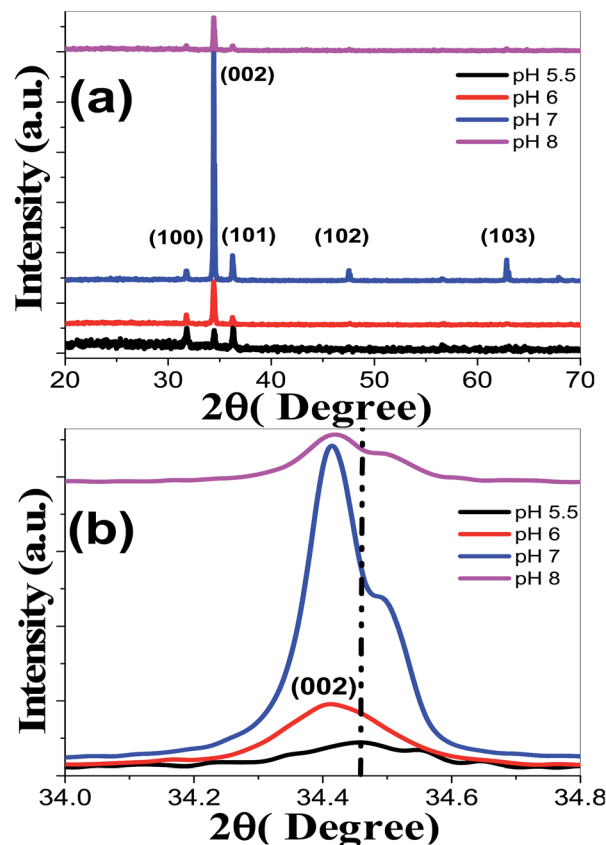 (a)
(002)
pH 5.5
pH 6
pH 7
pH 8
(100)
(101)
(102)
(103)
Intensity (a.u.)
20 30 40 50 60 70
2θ( Degree)
(b)
pH 5.5
pH 6
pH 7
pH 8
(002)
Intensity (a.u.)
34.0 34.2 34.4 34.6 34.8
2θ( Degree)